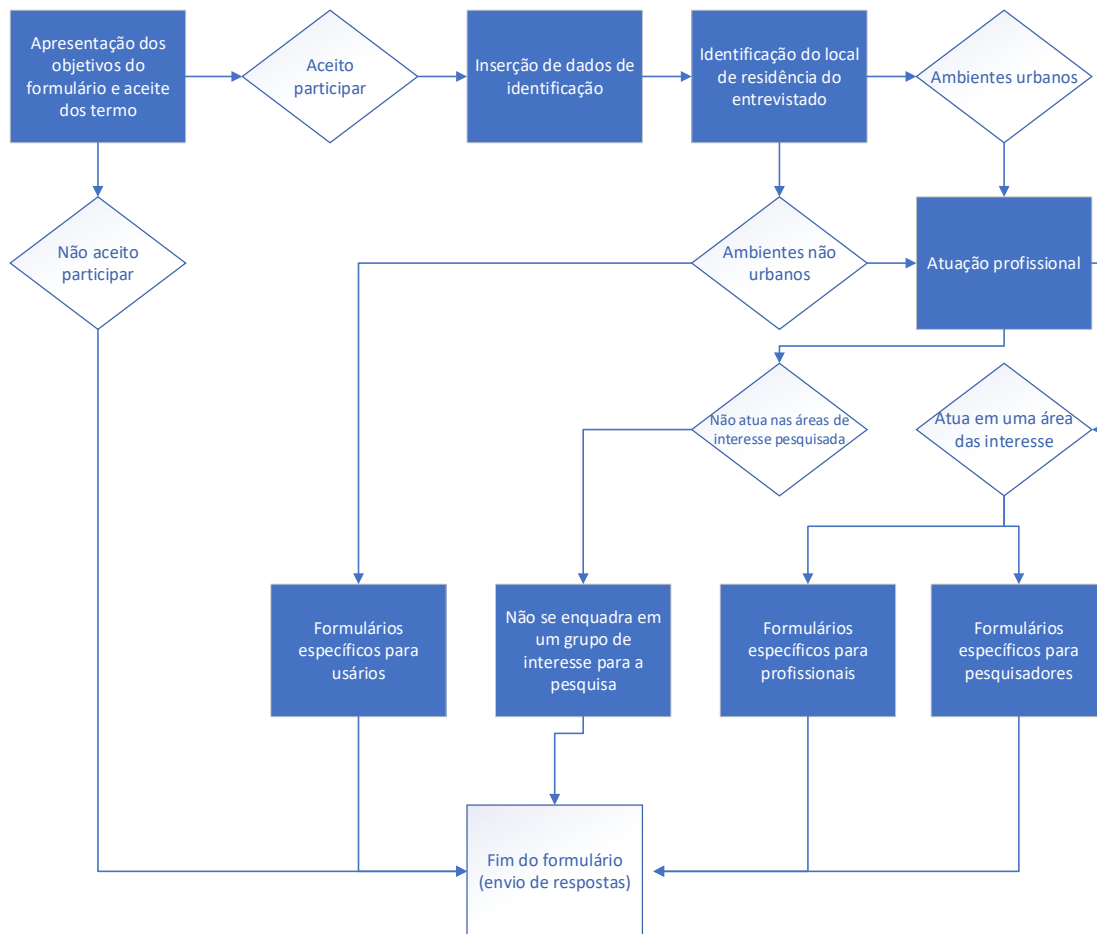 Apresentação dos
objetivos do
formulário e aceite
dos termo
Aceito
participar
Inserção de dados de
identificação
Identificação do local
de residência do
entrevistado
Ambientes urbanos
Não aceito
participar
Ambientes não
urbanos
Atuação profissional
Não atua nas áreas de
interesse pesquisada
Atua em uma área
das interesse
Formulários
específicos para
usários
Não se enquadra em
um grupo de
interesse para a
pesquisa
Formulários
específicos para
profissionais
Formulários
específicos para
pesquisadores
Fim do formulário
(envio de respostas)